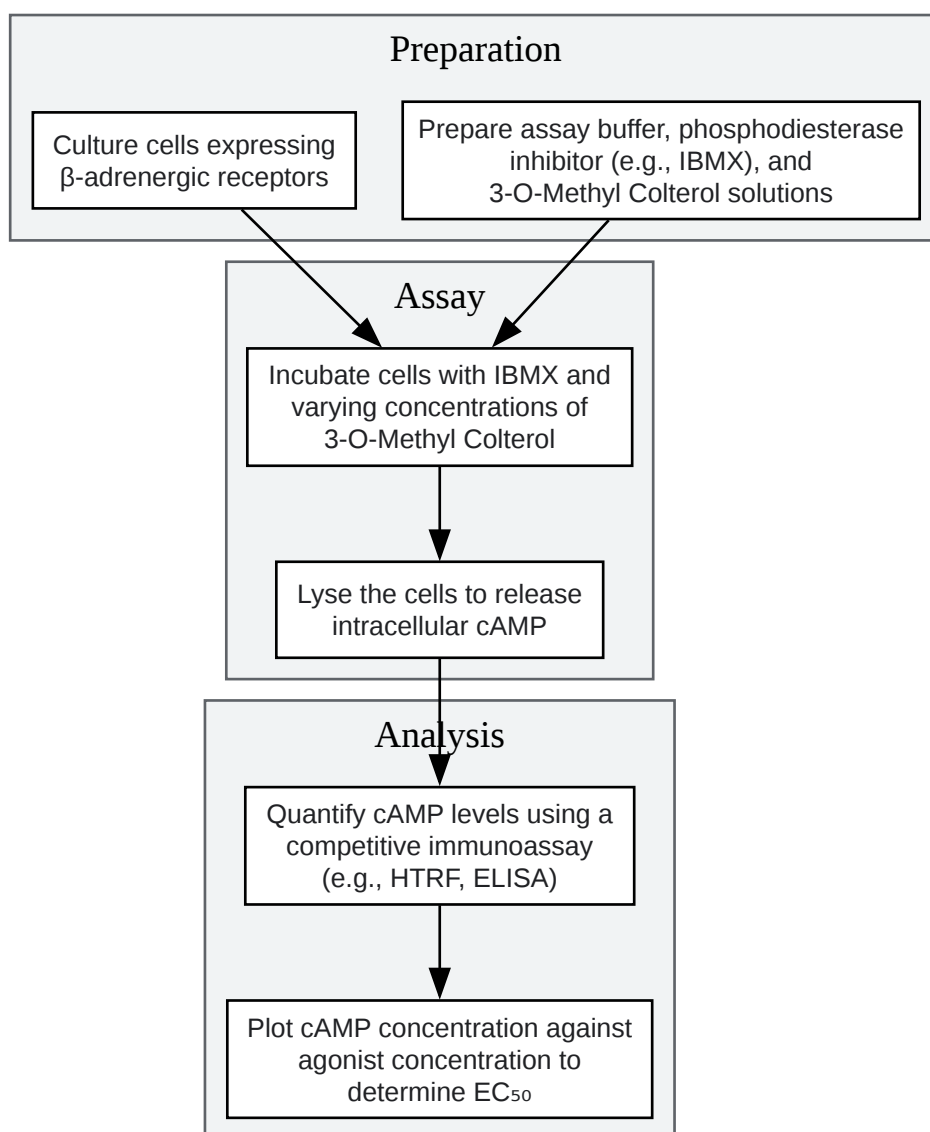 Preparation
Culture cells expressing
β-adrenergic receptors
Prepare assay buffer, phosphodiesterase
inhibitor (e.g., IBMX), and
3-O-Methyl Colterol solutions
Assay
Incubate cells with IBMX and
varying concentrations of
3-O-Methyl Colterol
Lyse the cells to release
intracellular cAMP
Analysis
Quantify cAMP levels using a
competitive immunoassay
(e.g., HTRF, ELISA)
Plot cAMP concentration against
agonist concentration to
determine EC₅₀